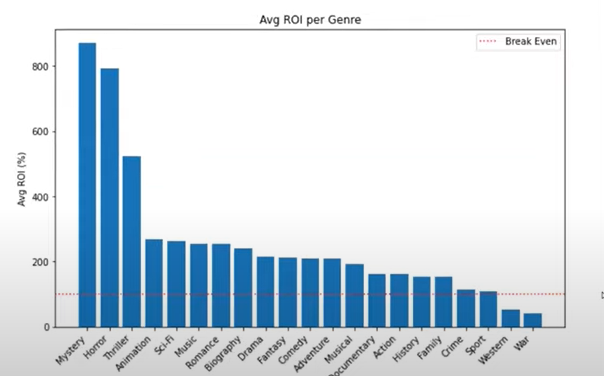 Avg ROI per Genre
Break Even
Avg ROI (%)
800
600
400
200
0
Mystery
Horror
Thriller
Animation
Sci-Fi
Music
Romance
Biography
Drama
Fantasy
Comedy
Adventure
Musical
Documentary
Action
History
Family
Crime
Sport
Western
War